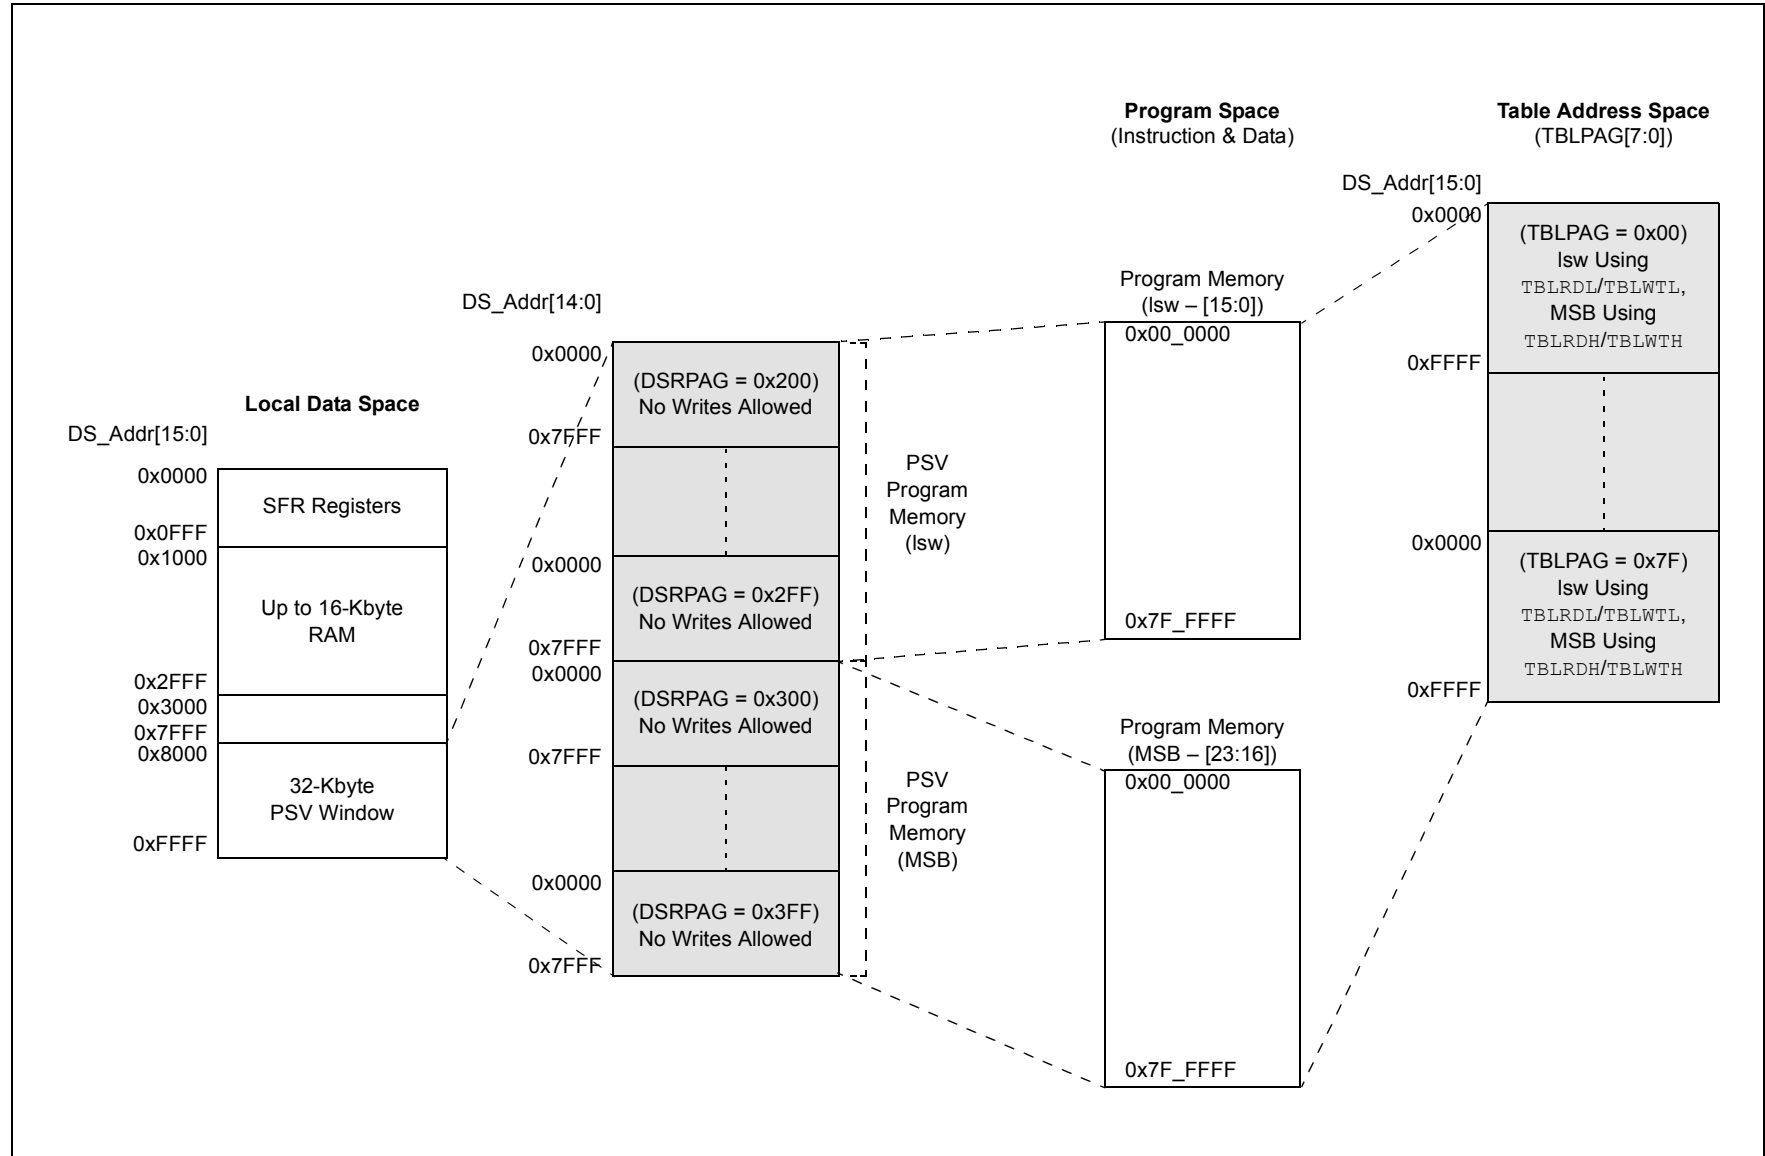 Program Space
(Instruction & Data)
Table Address Space
(TBLPAG[7:0])
Local Data Space
DS_Addr[15:0]
0x0000
SFR Registers
0x0FFF
0x1000
Up to 16-Kbyte
RAM
0x2FFF
0x3000
0x7FFF
0x8000
32-Kbyte
PSV Window
0xFFFF
DS_Addr[14:0]
0x0000
(DSRPAG = 0x200)
No Writes Allowed
0x7FFF
0x0000
(DSRPAG = 0x2FF)
No Writes Allowed
0x7FFF
0x0000
(DSRPAG = 0x300)
No Writes Allowed
0x7FFF
0x0000
(DSRPAG = 0x3FF)
No Writes Allowed
0x7FFF
PSV
Program
Memory
(lsw)
PSV
Program
Memory
(MSB)
Program Memory
(lsw – [15:0])
0x00_0000
0x7F_FFFF
Program Memory
(MSB – [23:16])
0x00_0000
0x7F_FFFF
DS_Addr[15:0]
0x0000
(TBLPAG = 0x00)
lsw Using
TBLRDL/TBLWTL,
MSB Using
TBLRDH/TBLWTH
0xFFFF
0x0000
(TBLPAG = 0x7F)
lsw Using
TBLRDL/TBLWTL,
MSB Using
TBLRDH/TBLWTH
0xFFFF